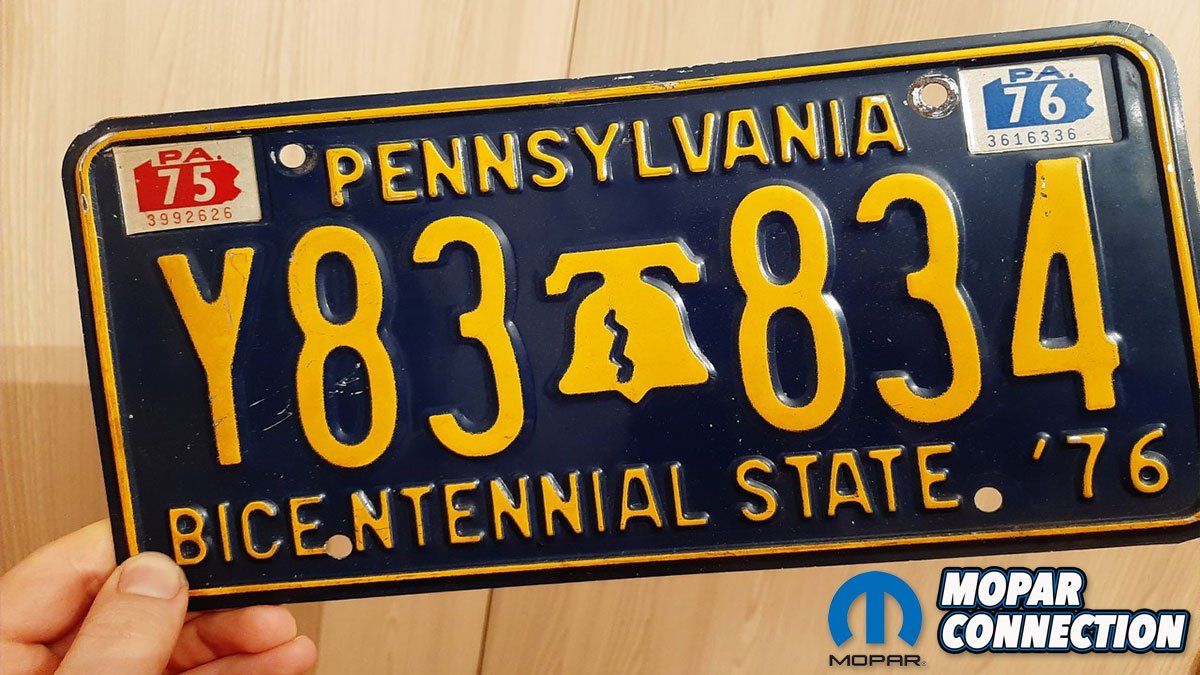 PENNSYLVANIA
PA.
75
3992626
PA.
76
3616336
Y83 834
BICENTENNIAL STATE '76
MOPAR
MOPAR
CONNECTION